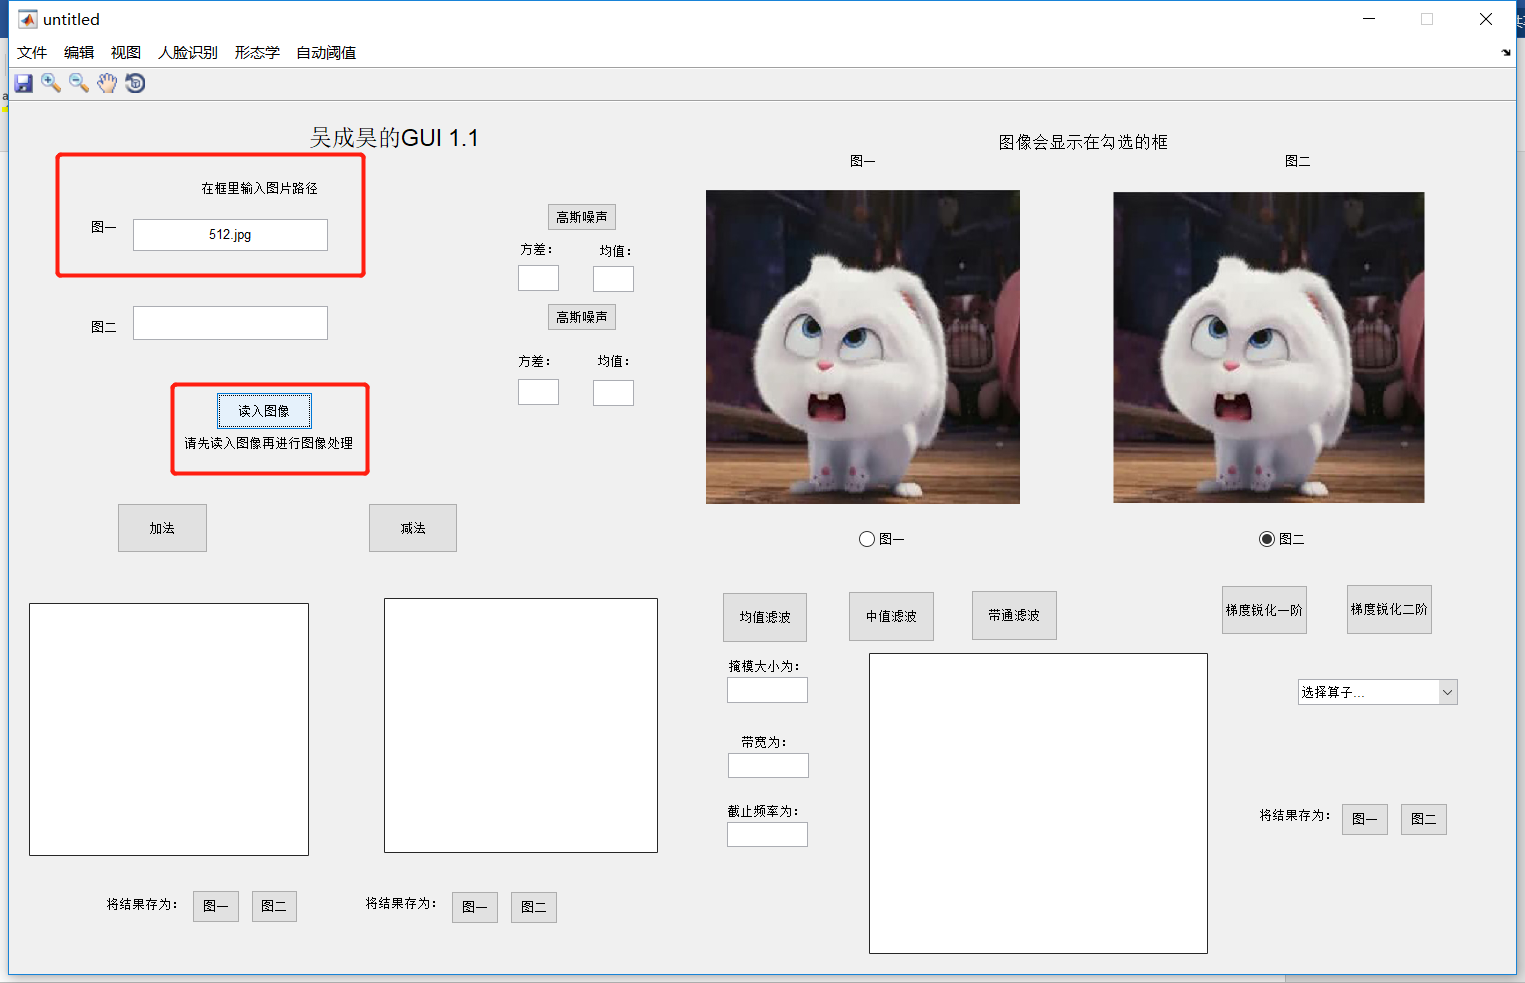 untitled
文件 编辑 视图 人脸识别 形态学 自动阈值
吴成昊的GUI 1.1
图像会显示在勾选的框
图一
图二
在框里输入图片路径
图一
512.jpg
图二
读入图像
请先读入图像再进行图像处理
高斯噪声
方差： 均值：
高斯噪声
方差： 均值：
图一
图二
加法
减法
均值滤波
中值滤波
带通滤波
梯度锐化一阶
梯度锐化二阶
掩模大小为：
带宽为：
截止频率为：
选择算子...
将结果存为： 图一 图二
将结果存为： 图一 图二
将结果存为： 图一 图二